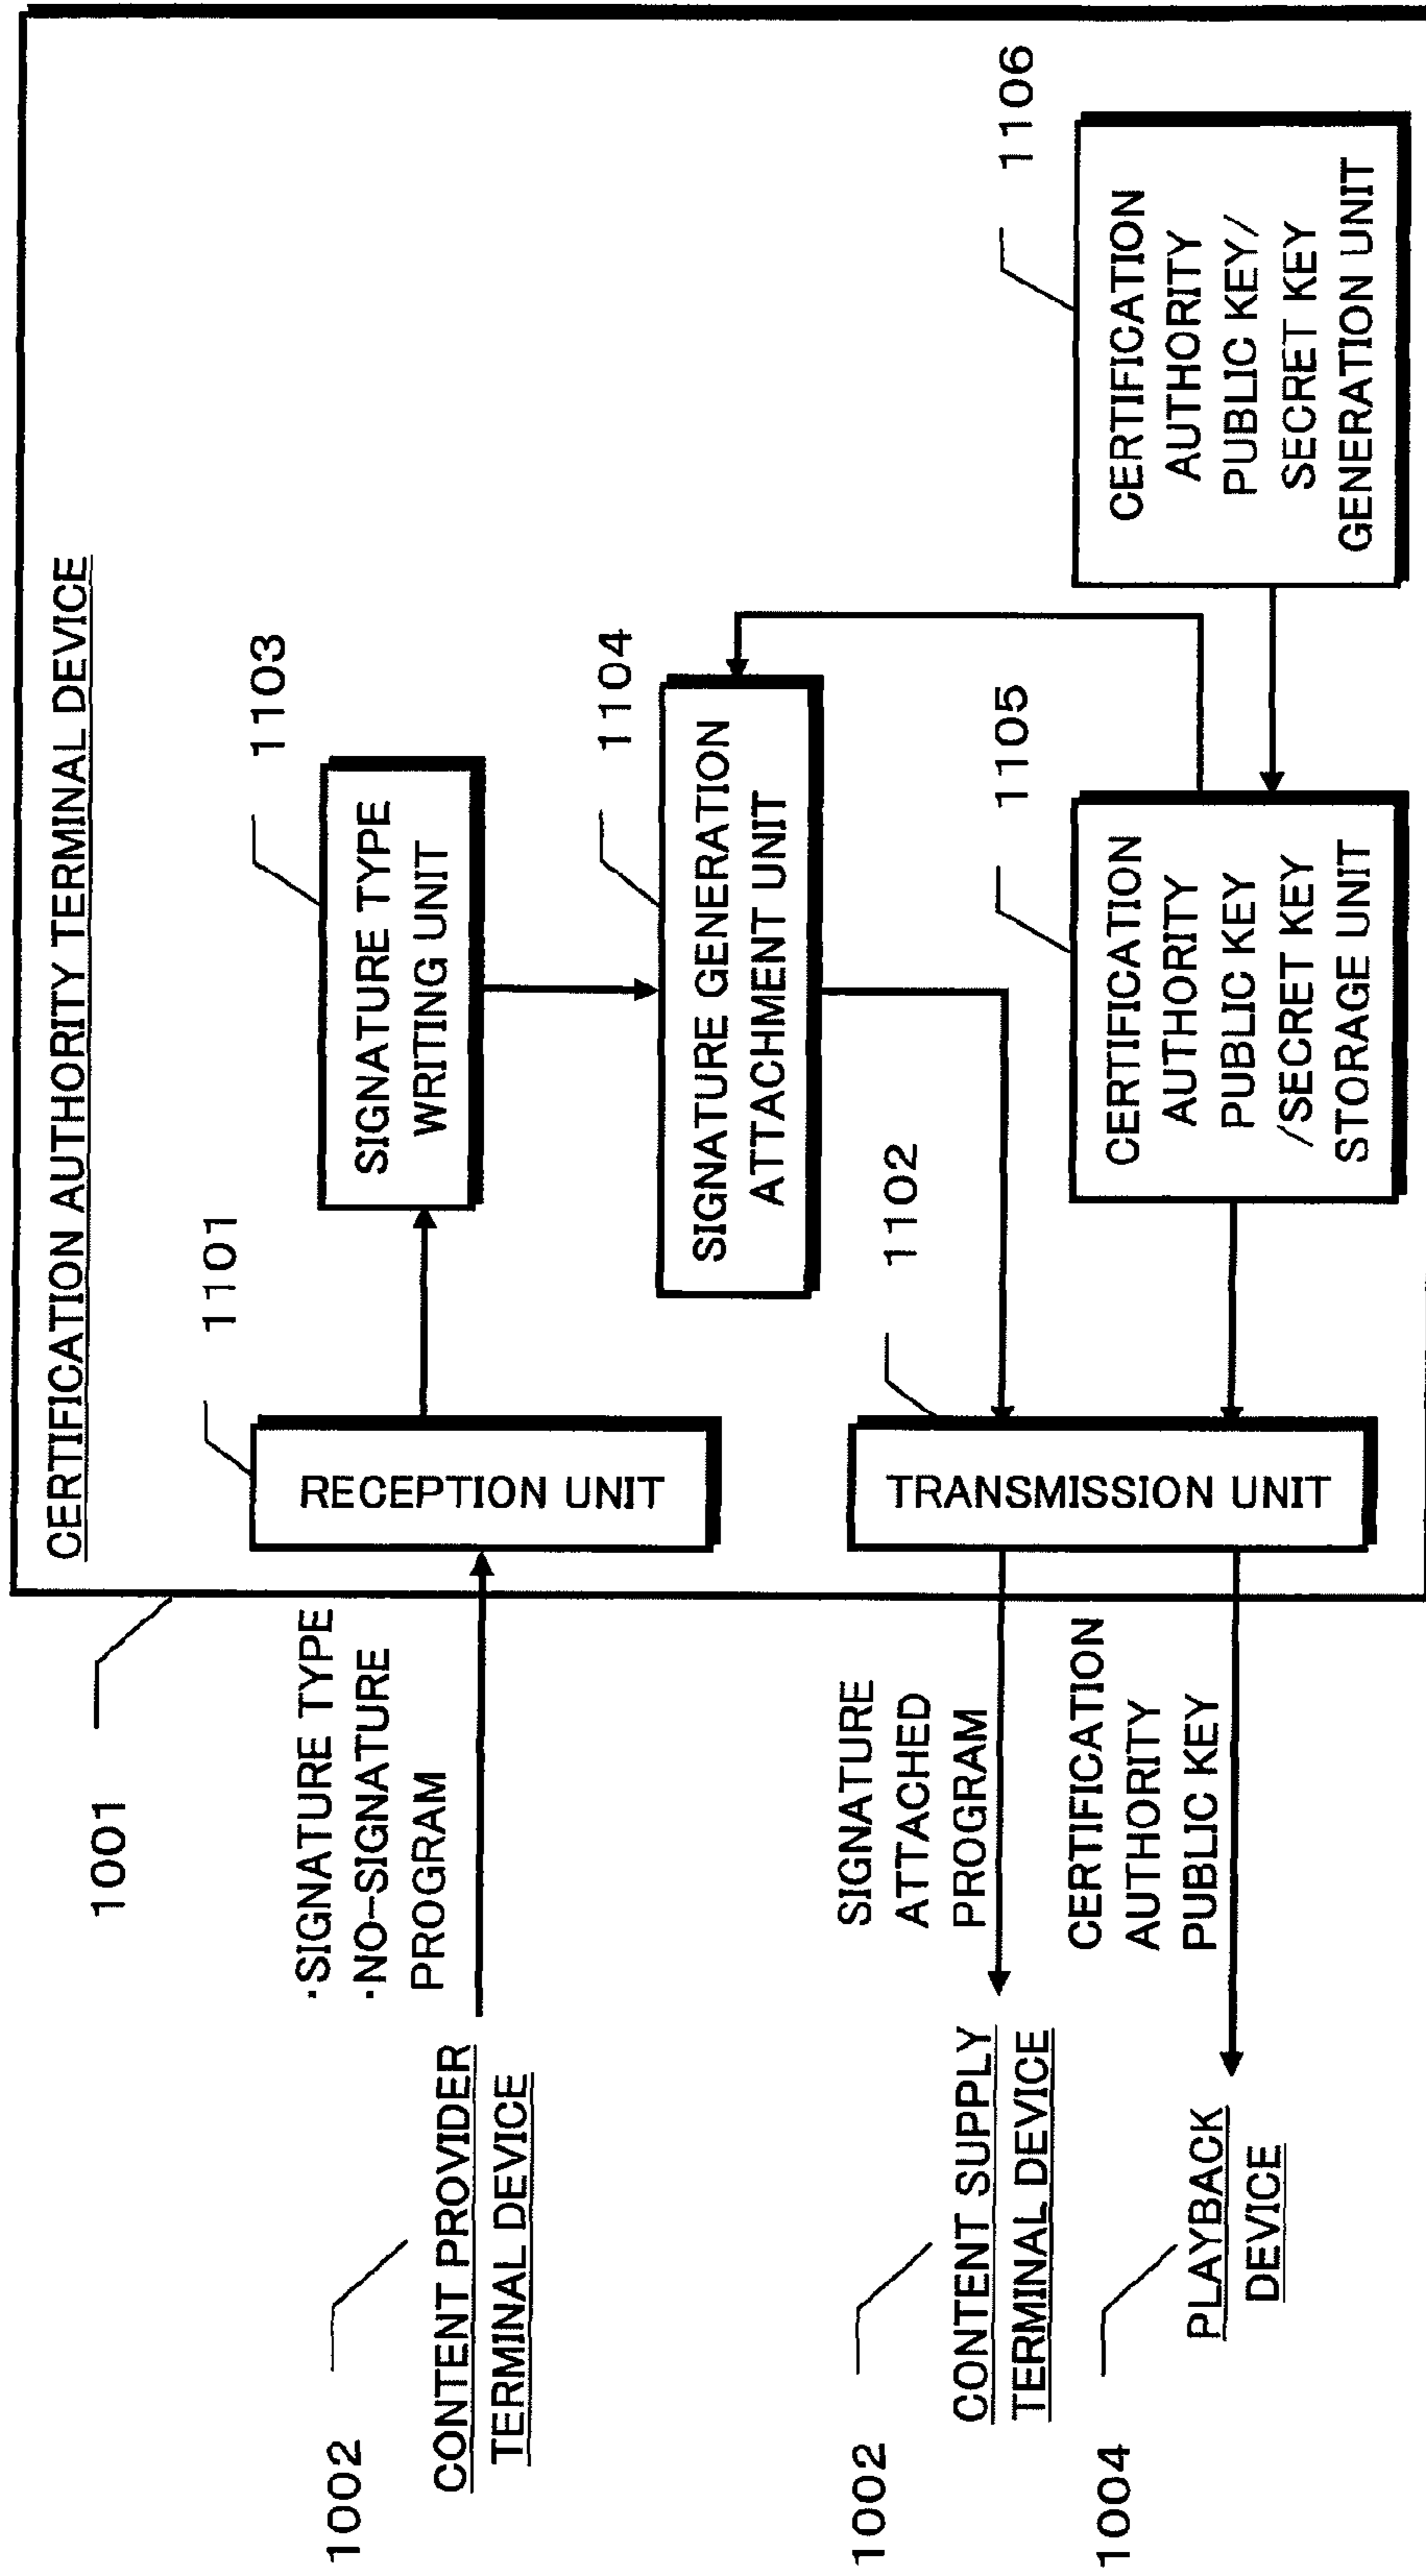 CERTIFICATION AUTHORITY TERMINAL DEVICE
1001
1002
CONTENT PROVIDER
TERMINAL DEVICE
·SIGNATURE TYPE
·NO-SIGNATURE
PROGRAM
1101
RECEPTION UNIT
1103
SIGNATURE TYPE
WRITING UNIT
1104
SIGNATURE GENERATION
ATTACHMENT UNIT
1002
CONTENT SUPPLY
TERMINAL DEVICE
SIGNATURE
ATTACHED
PROGRAM
1102
TRANSMISSION UNIT
1004
PLAYBACK
DEVICE
CERTIFICATION
AUTHORITY
PUBLIC KEY
1105
CERTIFICATION
AUTHORITY
PUBLIC KEY
/SECRET KEY
STORAGE UNIT
1106
CERTIFICATION
AUTHORITY
PUBLIC KEY/
SECRET KEY
GENERATION UNIT